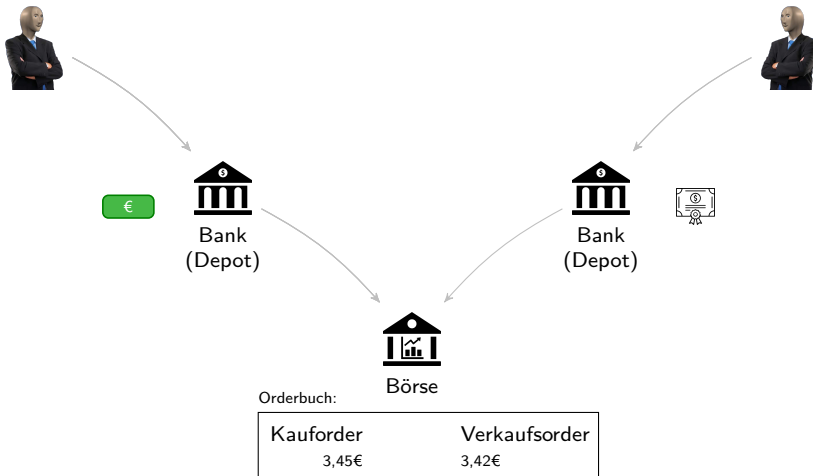 €
Bank
(Depot)
Bank
(Depot)
Börse
Orderbuch:
Kauforder Verkaufsorder
3,45€ 3,42€